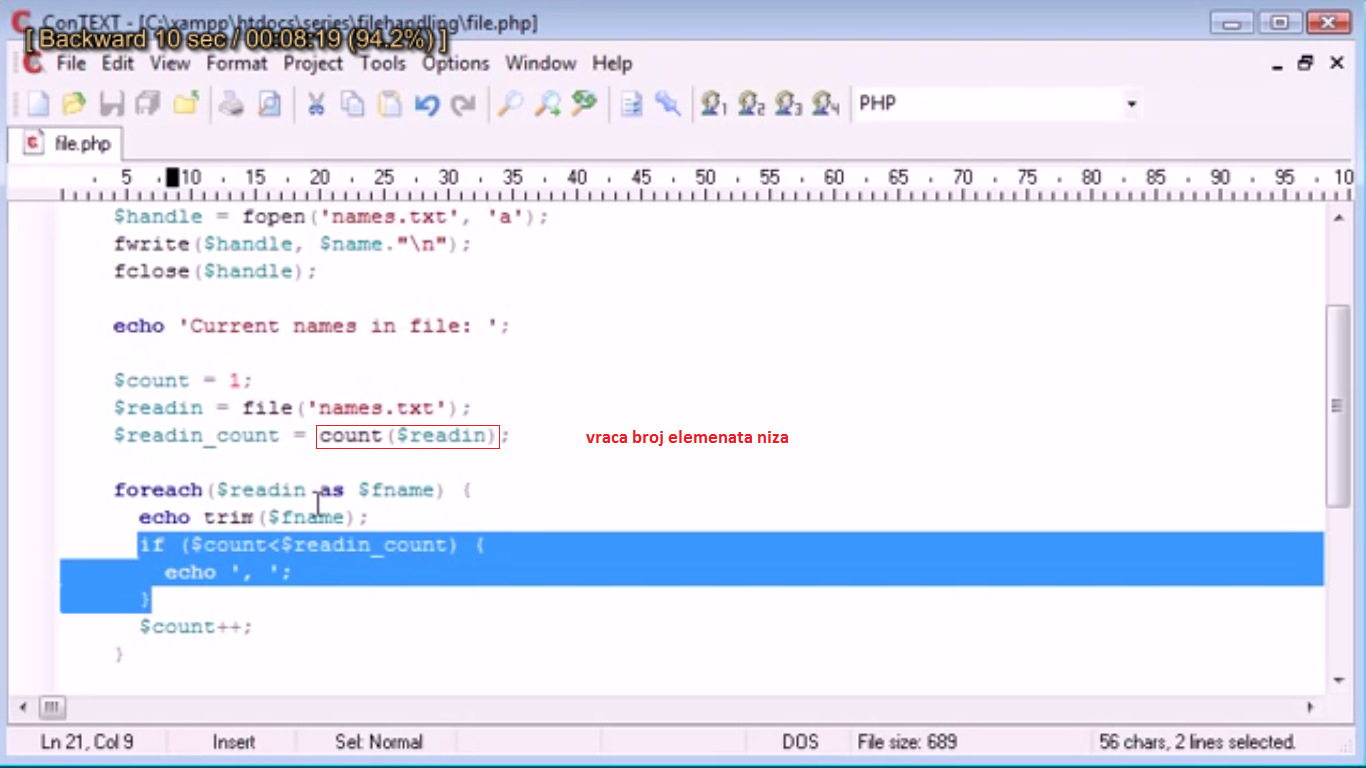 ConTEXT - [C:\xampp\htdocs\series\filehandling\file.php]
[ Backward 10 sec / 00:08:19 (94.2%) ]
File Edit View Format Project Tools Options Window Help
1 2 3 4 PHP
file.php
5 10 15 20 25 30 35 40 45 50 55 60 65 70 75 80 85 90 95 10
$handle = fopen('names.txt', 'a');
fwrite($handle, $name."\n");
fclose($handle);
echo 'Current names in file: ';
$count = 1;
$readin = file('names.txt');
$readin_count = count($readin); vraca broj elemenata niza
foreach($readin as $fname) {
echo trim($fname);
if ($count<$readin_count) {
echo ', ';
}
$count++;
}
Ln 21, Col 9 Insert Sel: Normal DOS File size: 689 56 chars, 2 lines selected.